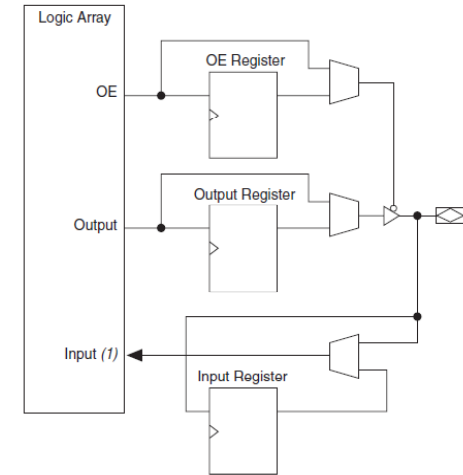 Logic Array
OE Register
OE
Output Register
Output
Input (1)
Input Register